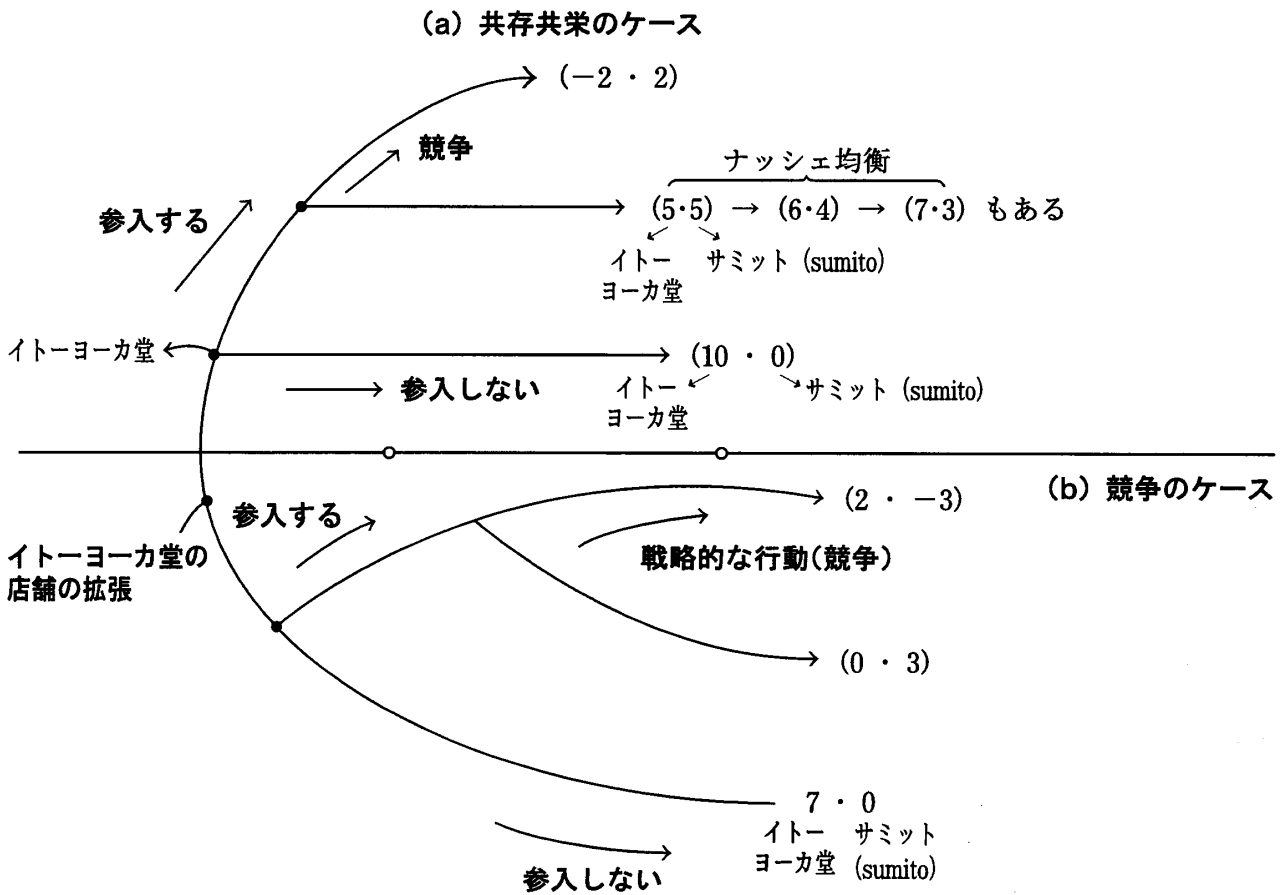 (a) 共存共栄のケース
(−2 · 2)
競争
ナッシェ均衡
参入する
(5·5) → (6·4) → (7·3) もある
イトー サミット (sumito)
ヨーカ堂
イトーヨーカ堂
(10 · 0)
参入しない
イトー サミット (sumito)
ヨーカ堂
(b) 競争のケース
参入する
(2 · −3)
イトーヨーカ堂の
店舗の拡張
戦略的な行動(競争)
(0 · 3)
7 · 0
イトー サミット
ヨーカ堂 (sumito)
参入しない